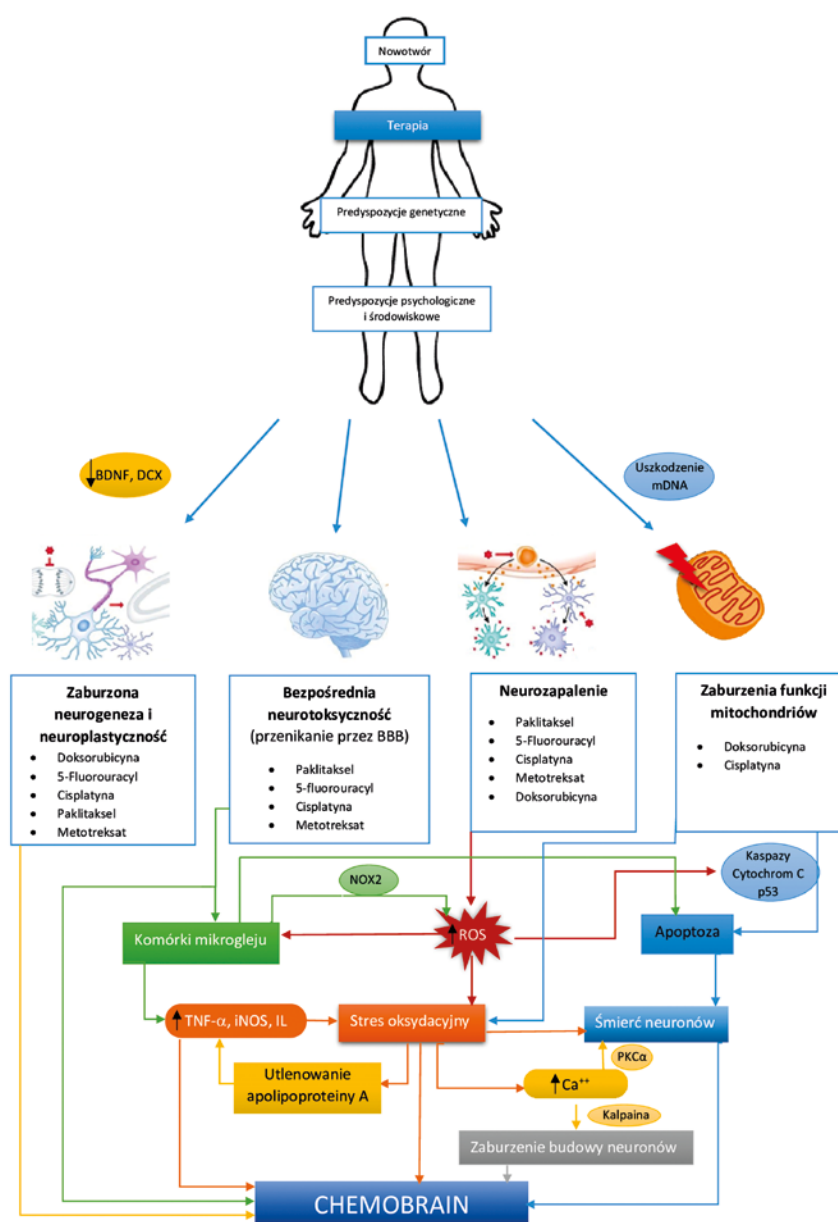 Nowotwór
Terapia
Predyspozycje genetyczne
Predyspozycje psychologiczne
i środowiskowe
BDNF, DCX
Uszkodzenie
mDNA
Zaburzona
neurogeneza i
neuroplastyczność
• Doksorubicyna
• 5-Fluorouracyl
• Cisplatyna
• Paklitaksel
• Metotreksat
Bezpośrednia
neurotoksyczność
(przenikanie przez BBB)
• Paklitaksel
• 5-fluorouracyl
• Cisplatyna
• Metotreksat
Neurozapalenie
• Paklitaksel
• 5-Fluorouracyl
• Cisplatyna
• Metotreksat
• Doksorubicyna
Zaburzenia funkcji
mitochondriów
• Doksorubicyna
• Cisplatyna
NOX2
Kaspazy
Cytochrom C
p53
Komórki mikrogleju
ROS
Apoptoza
TNF-α, iNOS, IL
Stres oksydacyjny
Śmierć neuronów
PKCα
Utlenowanie
apolipoproteiny A
Ca⁺⁺
Kalpaina
Zaburzenie budowy neuronów
CHEMOBRAIN